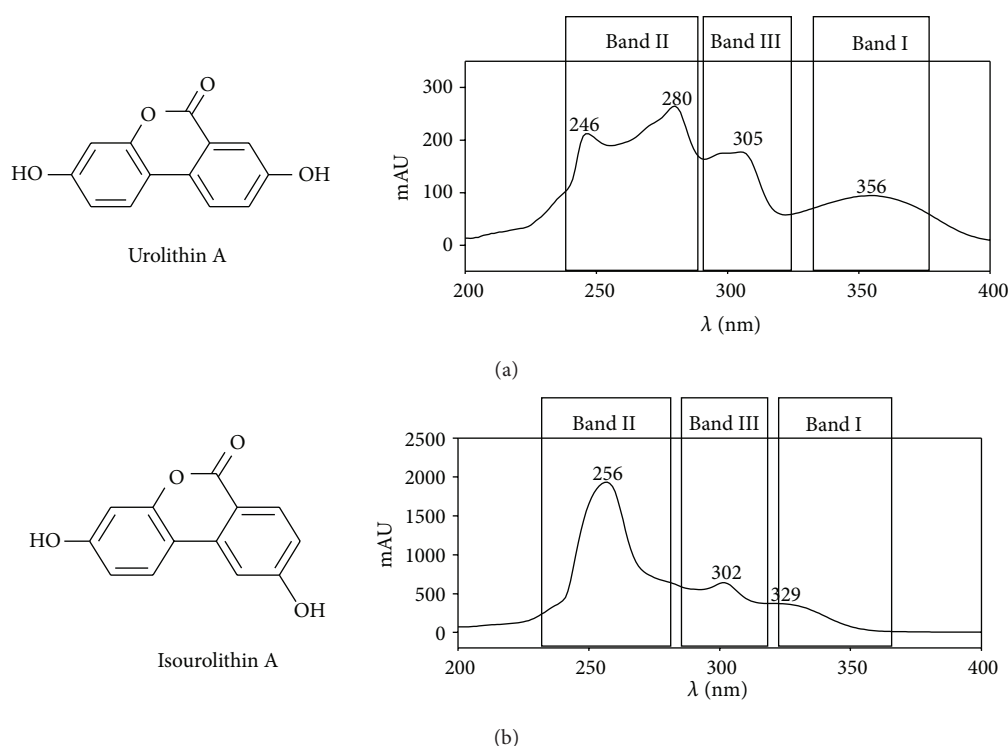 Band II Band III Band I
O
O
HO
OH
Urolithin A
mAU
300
200
100
0
246
280
305
356
200 250 300 350 400
λ (nm)
(a)
Band II Band III Band I
O
O
HO
OH
Isourolithin A
mAU
2500
2000
1500
1000
500
0
256
302
329
200 250 300 350 400
λ (nm)
(b)